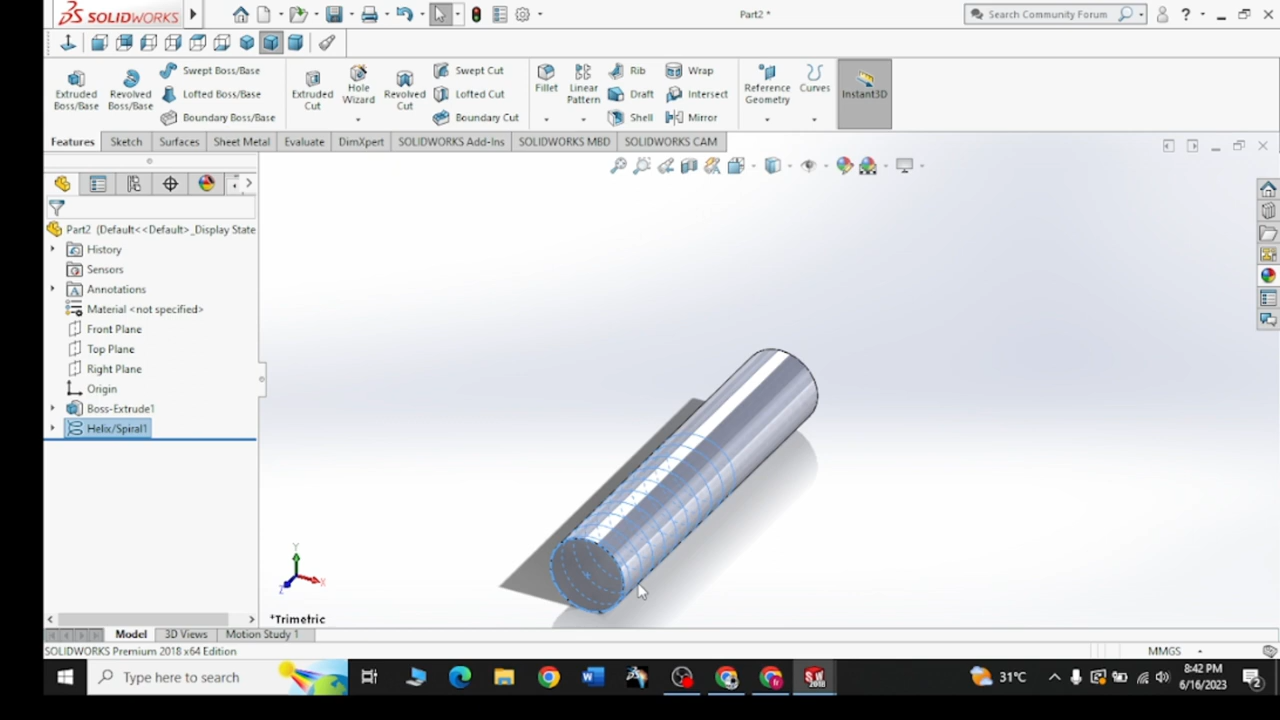 SOLIDWORKS
Part2 *
Search Community Forum
?
Extruded Boss/Base
Revolved Boss/Base
Swept Boss/Base
Lofted Boss/Base
Boundary Boss/Base
Extruded Cut
Hole Wizard
Revolved Cut
Swept Cut
Lofted Cut
Boundary Cut
Fillet
Linear Pattern
Rib
Draft
Shell
Wrap
Intersect
Mirror
Reference Geometry
Curves
Instant3D
Features
Sketch
Surfaces
Sheet Metal
Evaluate
DimXpert
SOLIDWORKS Add-Ins
SOLIDWORKS MBD
SOLIDWORKS CAM
Part2 (Default<<Default>_Display State
History
Sensors
Annotations
Material <not specified>
Front Plane
Top Plane
Right Plane
Origin
Boss-Extrude1
Helix/Spiral1
Y
X
Z
*Trimetric
Model
3D Views
Motion Study 1
SOLIDWORKS Premium 2018 x64 Edition
MMGS
Type here to search
31°C
8:42 PM
6/16/2023
2